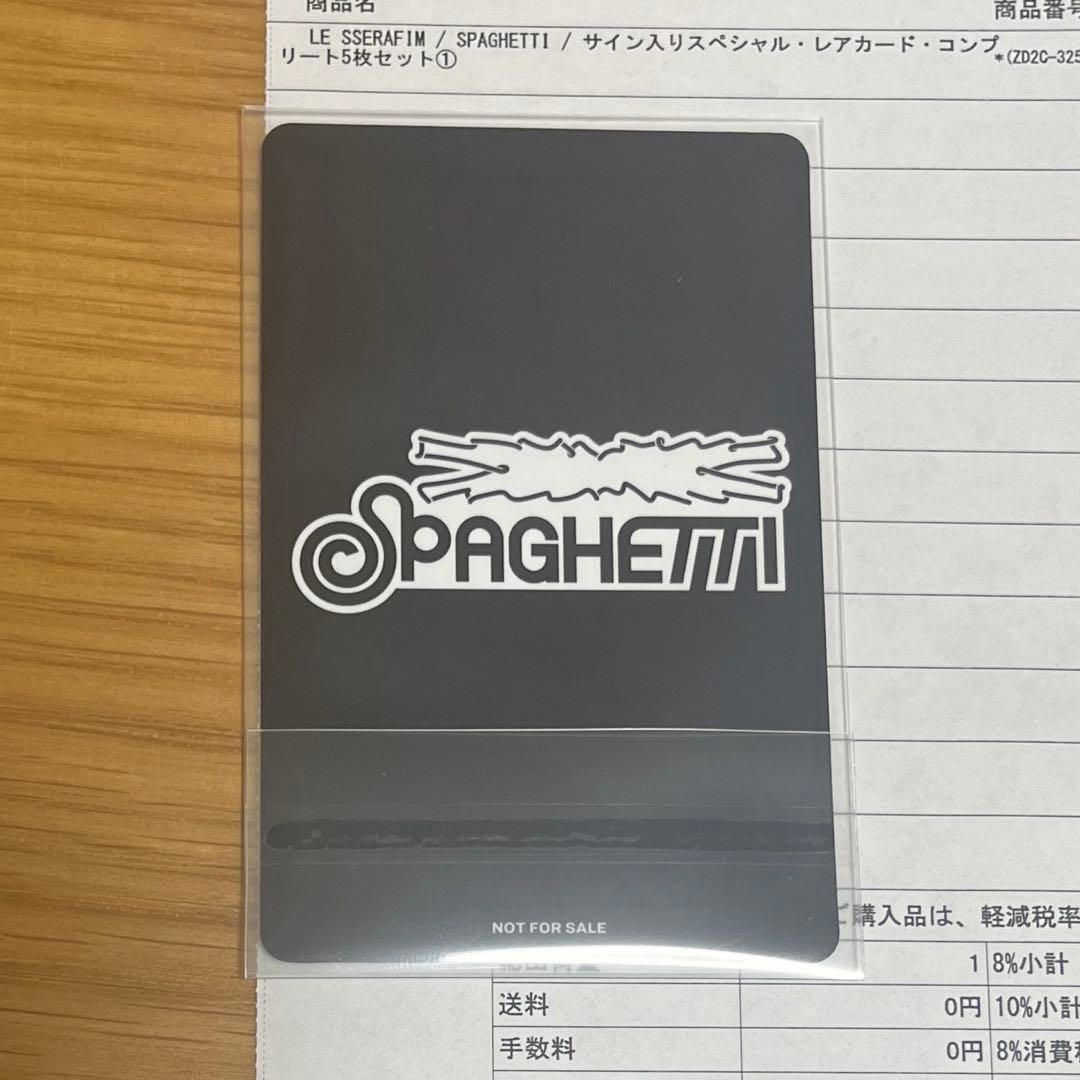 商品名
商品番号
LE SSERAFIM / SPAGHETTI / サイン入りスペシャル・レアカード・コンプ
リート5枚セット①
*(ZD2C-325
SPAGHETTI
NOT FOR SALE
ご購入品は、軽減税率
1 8%小計
送料 0円 10%小計
手数料 0円 8%消費税